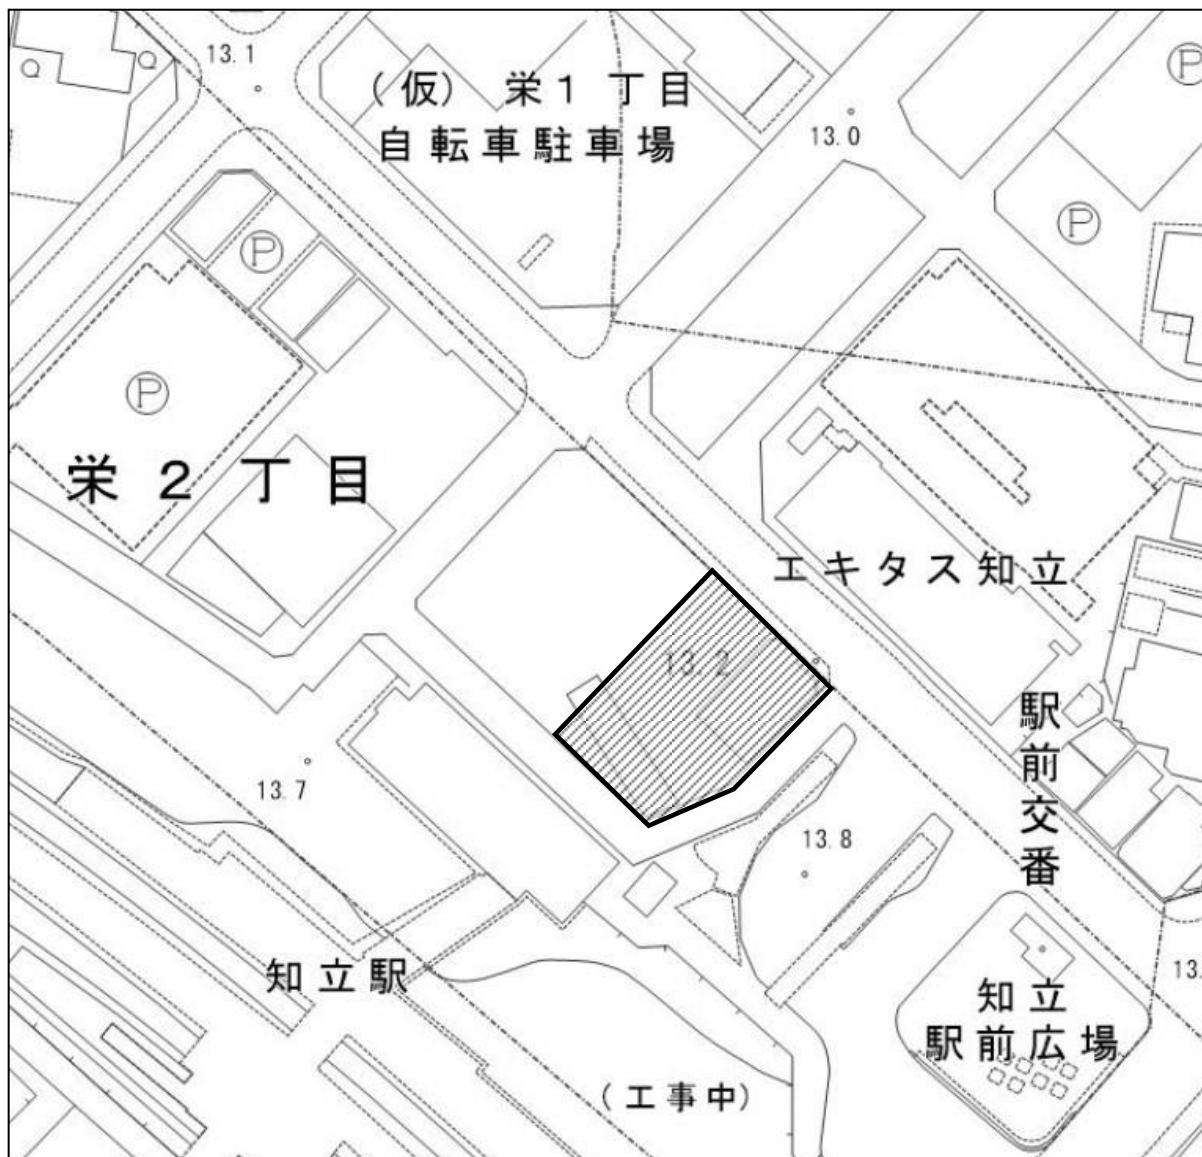 13.1
(仮) 栄1 丁目
自転車駐車場
13.0
P
P
P
P
栄 2 丁目
エキタス知立
13.2
駅前交番
13.7
13.8
知立駅
知立
駅前広場
13.
(工事中)